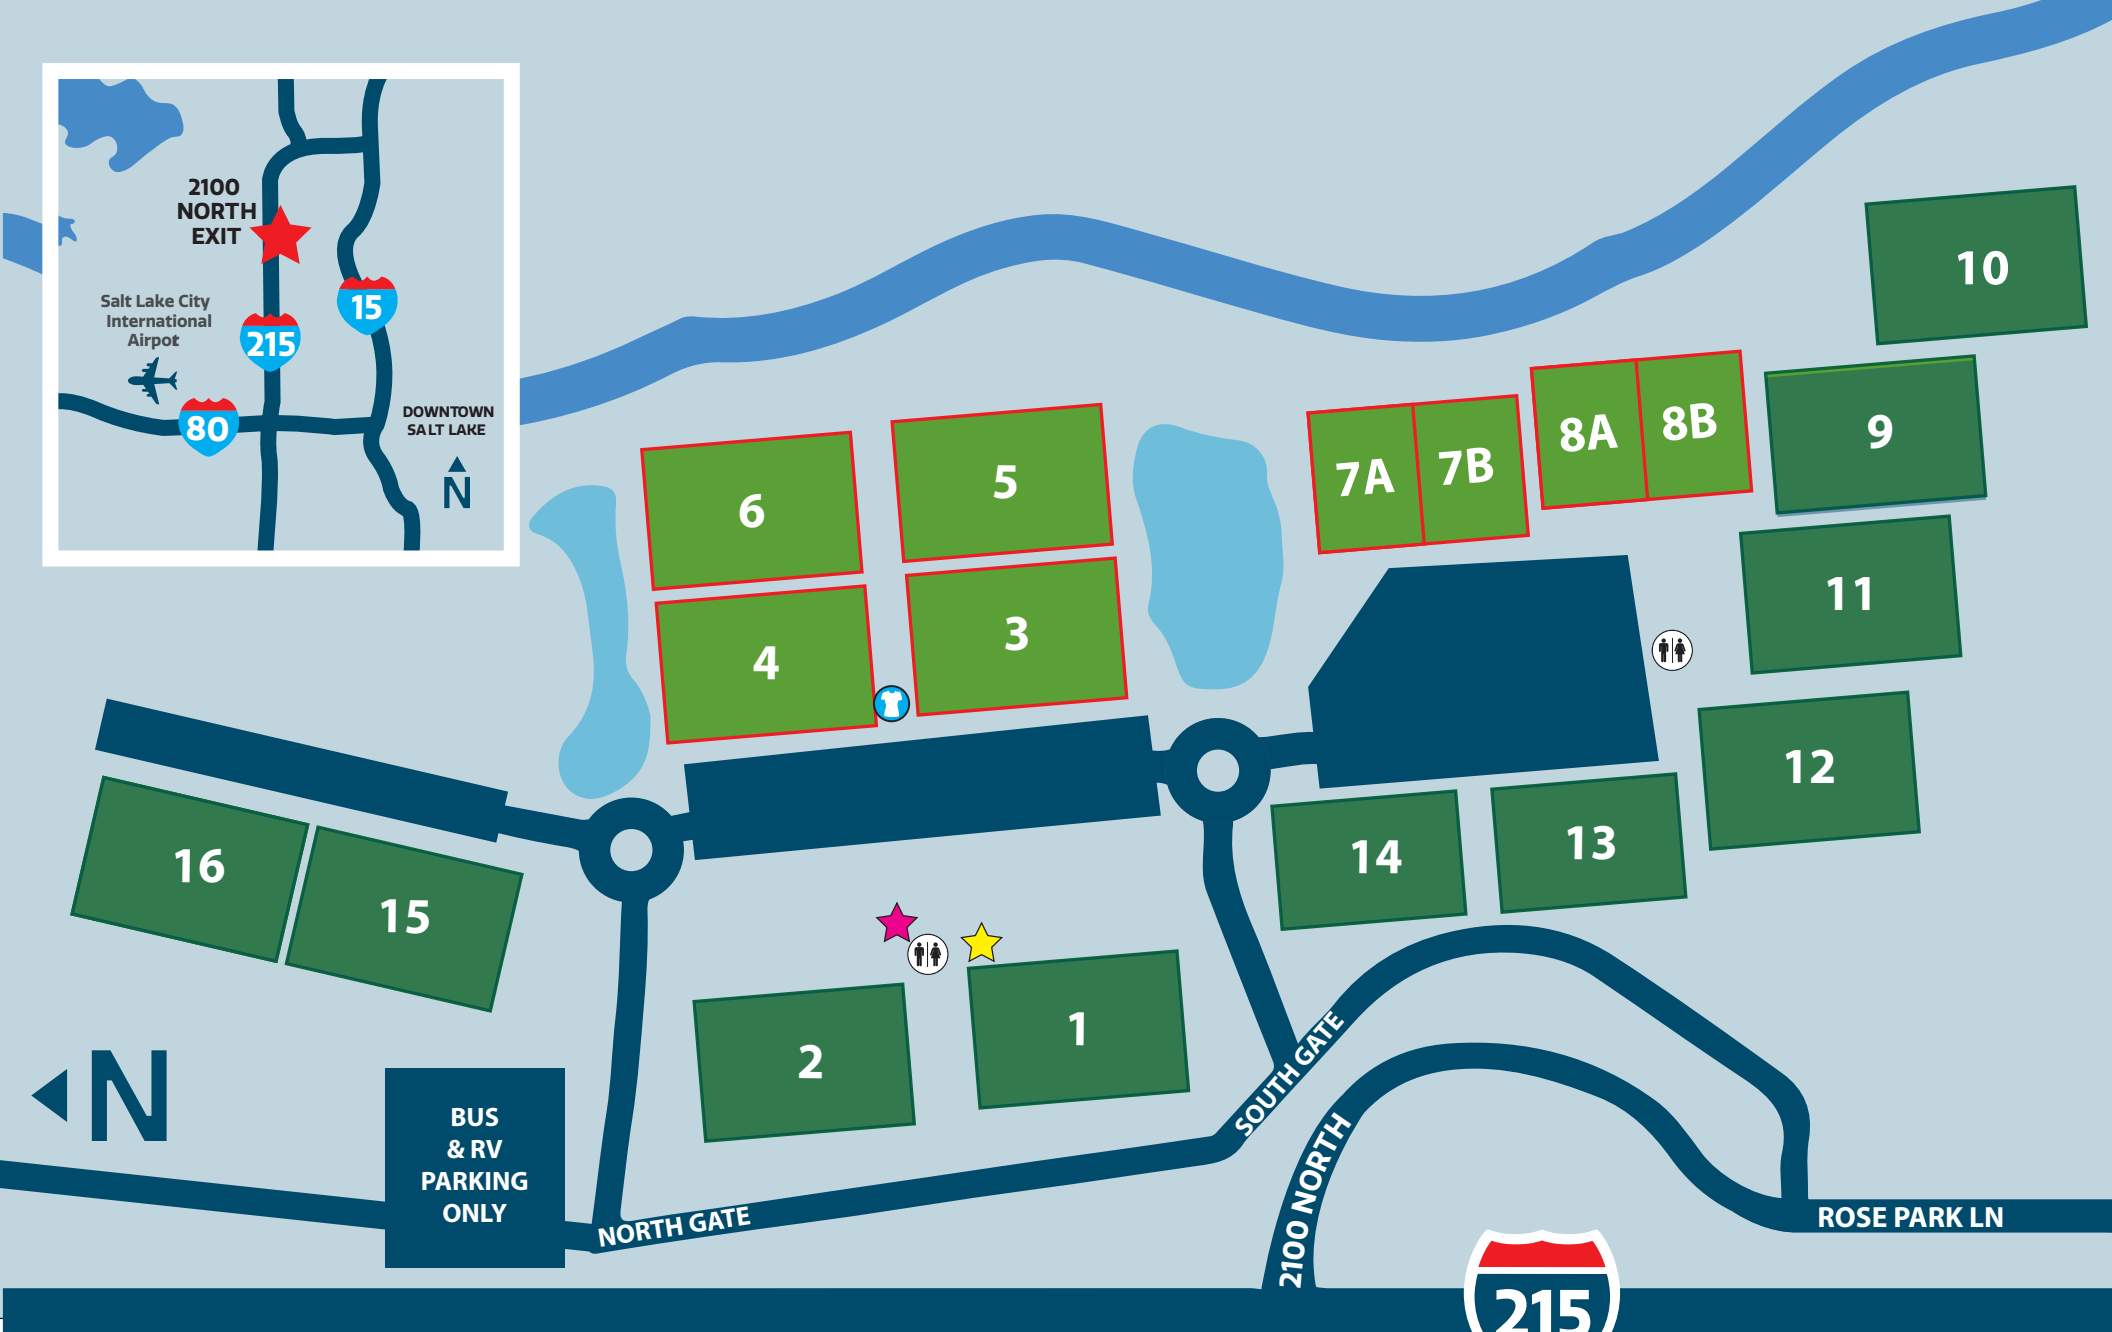 2100
NORTH
EXIT
Salt Lake City
International
Airpot
15
215
80
DOWNTOWN
SALT LAKE
N
10
9
8A
8B
7A
7B
5
6
11
3
4
12
13
14
16
15
1
2
N
BUS
& RV
PARKING
ONLY
NORTH GATE
SOUTH GATE
2100 NORTH
ROSE PARK LN
215